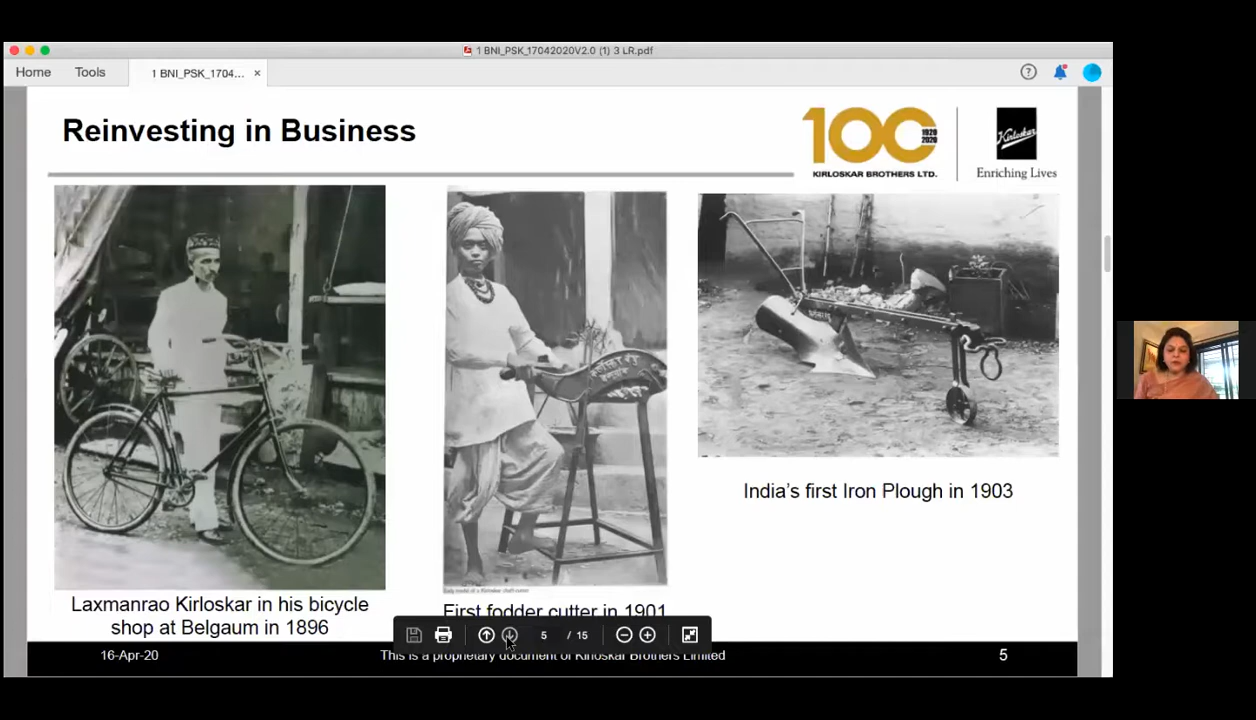 1 BNI_PSK_17042020V2.0 (1) 3 LR.pdf
Home Tools 1 BNI_PSK_1704... ×
Reinvesting in Business
100
1920
2020
KIRLOSKAR BROTHERS LTD.
Kirloskar
Enriching Lives
Laxmanrao Kirloskar in his bicycle
shop at Belgaum in 1896
First fodder cutter in 1901
India's first Iron Plough in 1903
5 / 15
16-Apr-20
This is a proprietary document of Kirloskar Brothers Limited
5